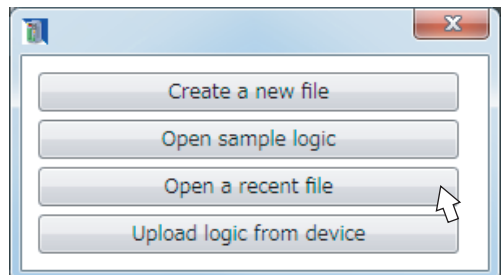 Create a new file
Open sample logic
Open a recent file
Upload logic from device